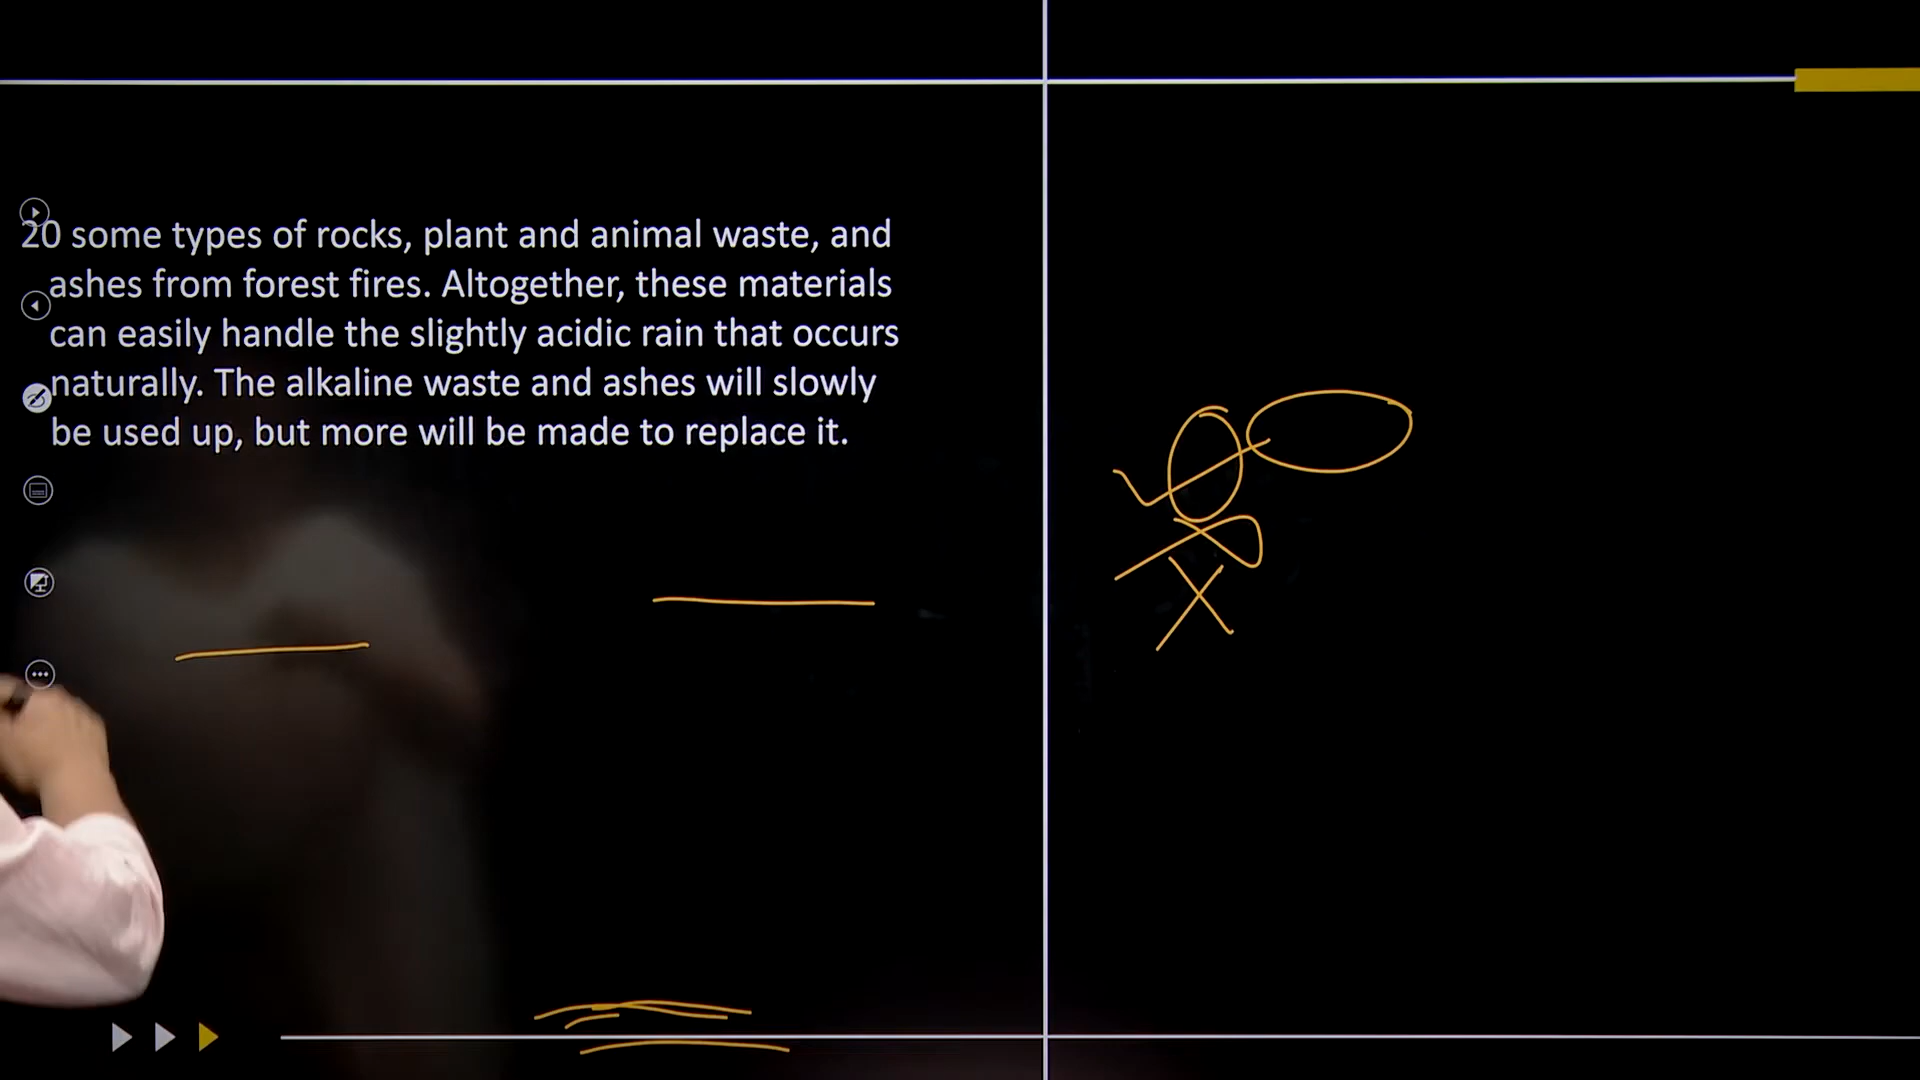 20 some types of rocks, plant and animal waste, and
ashes from forest fires. Altogether, these materials
can easily handle the slightly acidic rain that occurs
naturally. The alkaline waste and ashes will slowly
be used up, but more will be made to replace it.